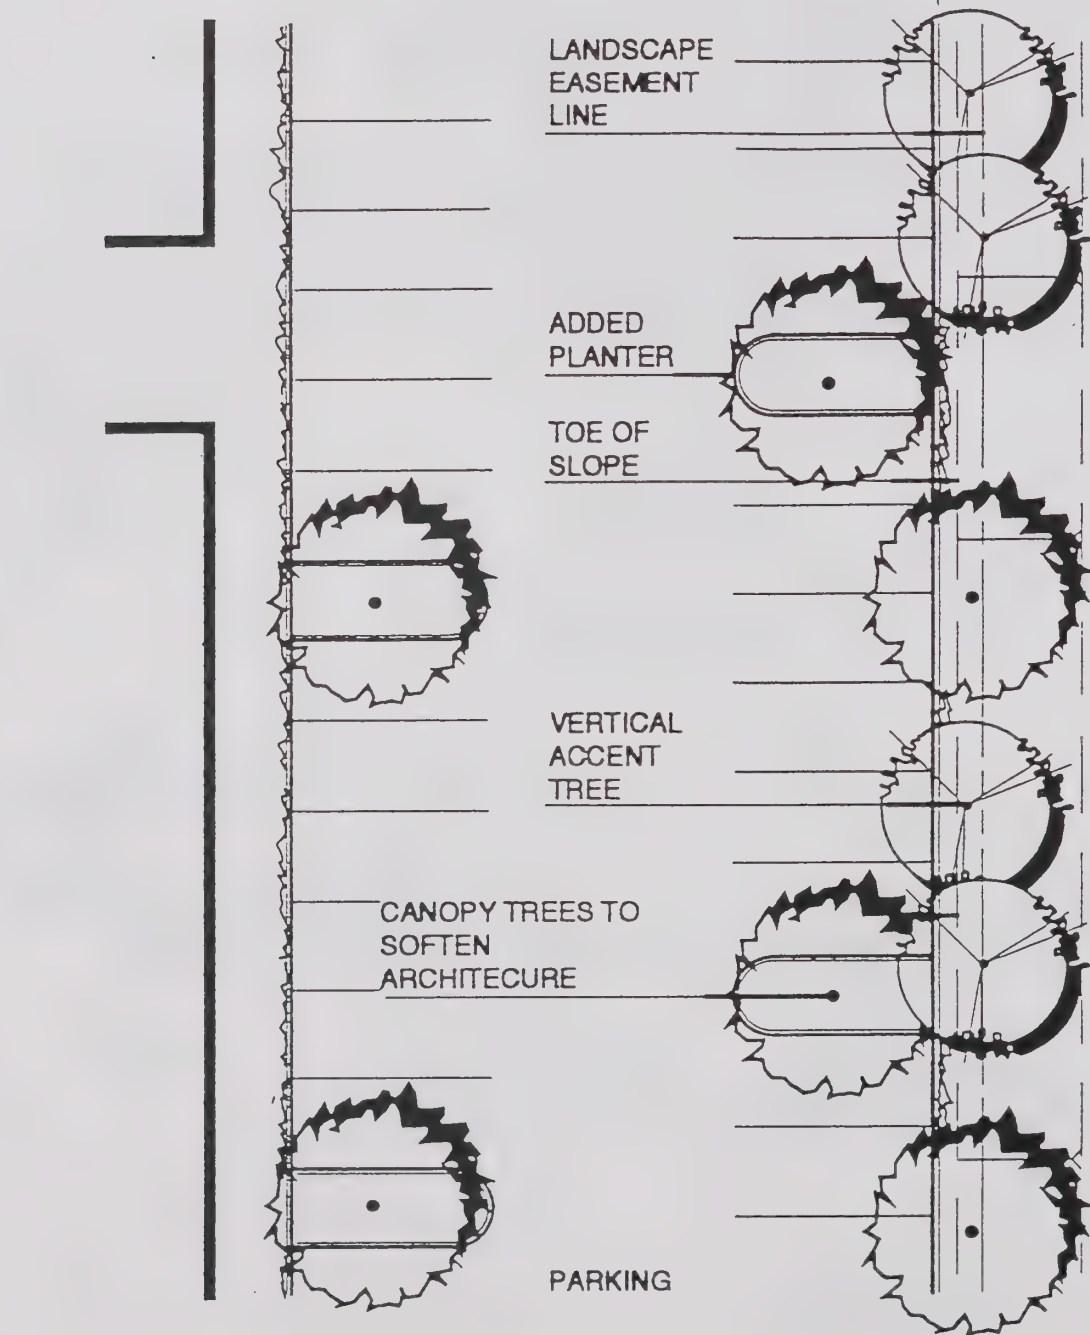 LANDSCAPE
EASEMENT
LINE
ADDED
PLANTER
TOE OF
SLOPE
VERTICAL
ACCENT
TREE
CANOPY TREES TO
SOFTEN
ARCHITECURE
PARKING